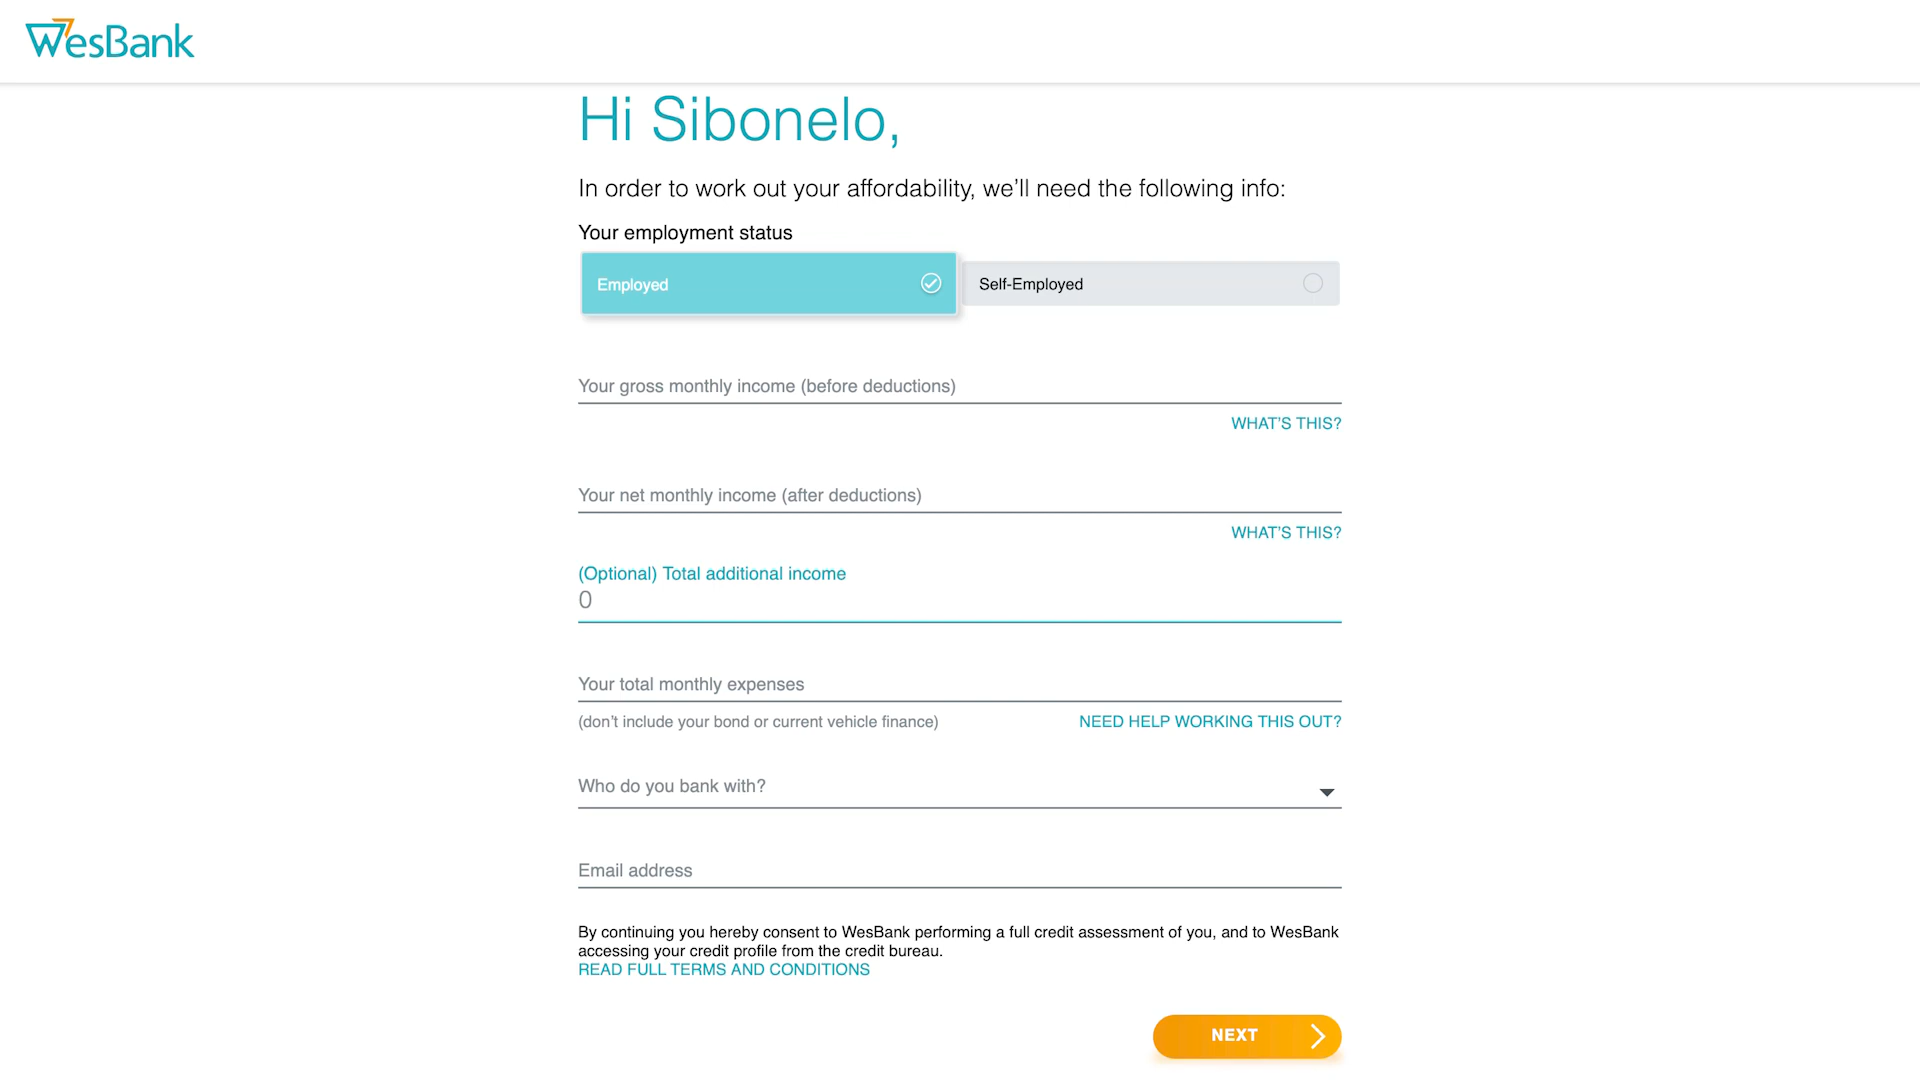 WesBank
Hi Sibonelo,
In order to work out your affordability, we’ll need the following info:
Your employment status
Employed
Self-Employed
Your gross monthly income (before deductions)
WHAT’S THIS?
Your net monthly income (after deductions)
WHAT’S THIS?
(Optional) Total additional income
0
Your total monthly expenses
(don’t include your bond or current vehicle finance)
NEED HELP WORKING THIS OUT?
Who do you bank with?
Email address
By continuing you hereby consent to WesBank performing a full credit assessment of you, and to WesBank
accessing your credit profile from the credit bureau.
READ FULL TERMS AND CONDITIONS
NEXT